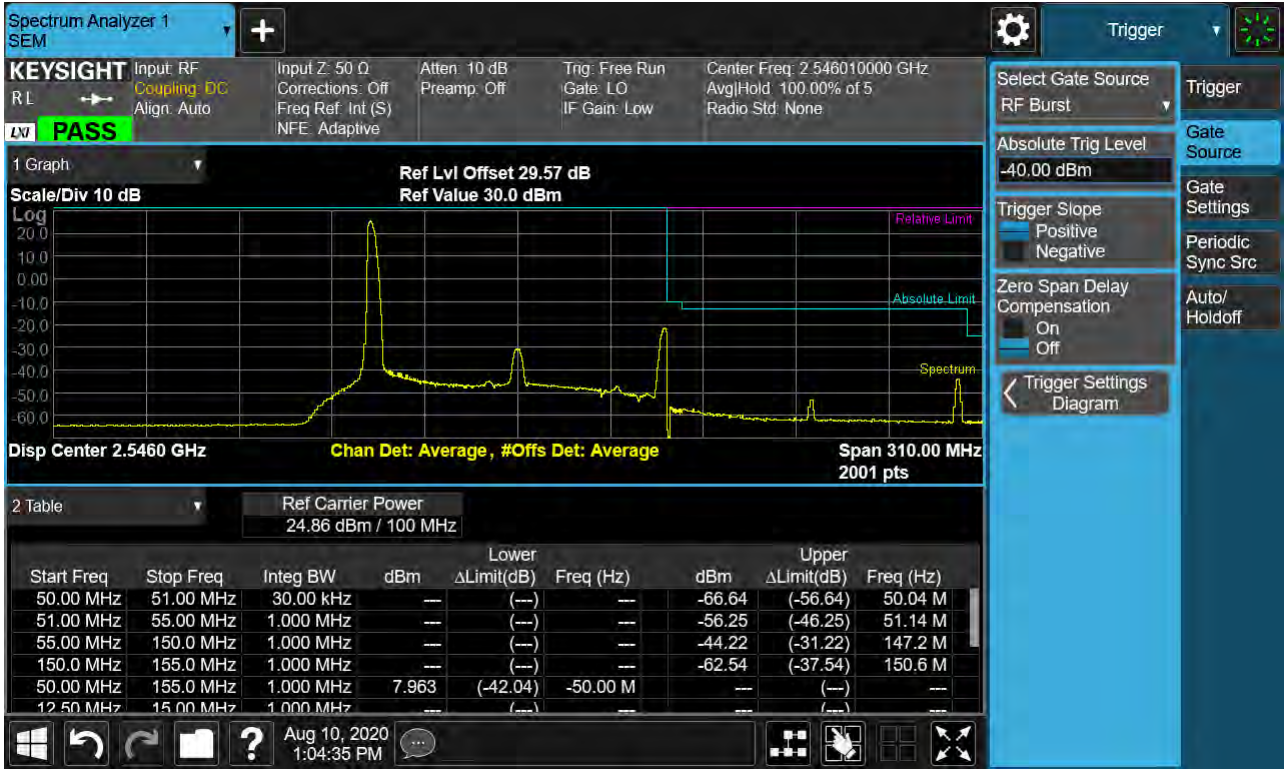 Spectrum Analyzer 1
SEM
Trigger
KEYSIGHT
R L
LXI
PASS
Input: RF
Coupling: DC
Align: Auto
Input Z: 50 Ω
Corrections: Off
Freq Ref: Int (S)
NFE: Adaptive
Atten: 10 dB
Preamp: Off
Trig: Free Run
Gate: LO
IF Gain: Low
Center Freq: 2.546010000 GHz
Avg|Hold: 100.00% of 5
Radio Std: None
1 Graph
Scale/Div 10 dB
Ref Lvl Offset 29.57 dB
Ref Value 30.0 dBm
Log
20.0
10.0
0.00
-10.0
-20.0
-30.0
-40.0
-50.0
-60.0
Relative Limit
Absolute Limit
Spectrum
Disp Center 2.5460 GHz
Chan Det: Average, #Offs Det: Average
Span 310.00 MHz
2001 pts
2 Table
Ref Carrier Power
24.86 dBm / 100 MHz
Lower Upper
Start Freq Stop Freq Integ BW dBm ΔLimit(dB) Freq (Hz) dBm ΔLimit(dB) Freq (Hz)
50.00 MHz 51.00 MHz 30.00 kHz --- (---) --- -66.64 (-56.64) 50.04 M
51.00 MHz 55.00 MHz 1.000 MHz --- (---) --- -56.25 (-46.25) 51.14 M
55.00 MHz 150.0 MHz 1.000 MHz --- (---) --- -44.22 (-31.22) 147.2 M
150.0 MHz 155.0 MHz 1.000 MHz --- (---) --- -62.54 (-37.54) 150.6 M
50.00 MHz 155.0 MHz 1.000 MHz 7.963 (-42.04) -50.00 M --- (---) ---
12.50 MHz 15.00 MHz 1.000 MHz --- (---) --- --- (---) ---
?
Aug 10, 2020
1:04:35 PM
Select Gate Source
RF Burst
Absolute Trig Level
-40.00 dBm
Trigger Slope
Positive
Negative
Zero Span Delay
Compensation
On
Off
Trigger Settings
Diagram
Trigger
Gate
Source
Gate
Settings
Periodic
Sync Src
Auto/
Holdoff